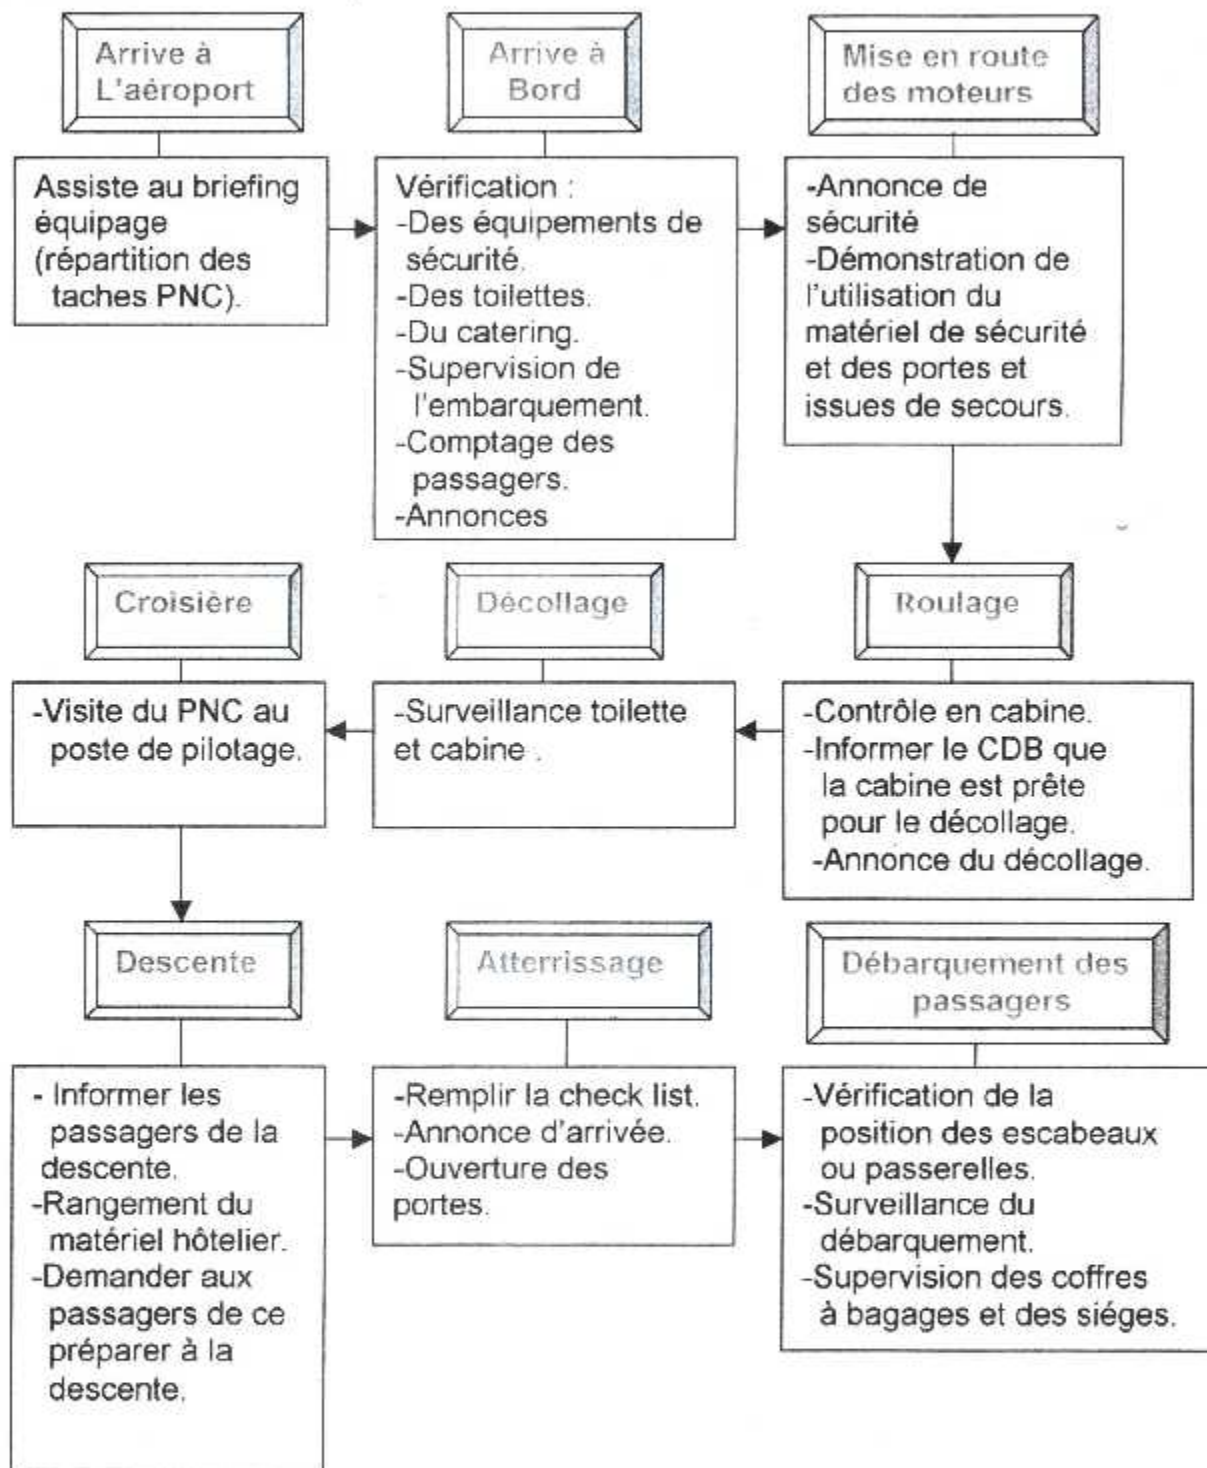 Arrive à
L'aéroport
Assiste au briefing
équipage
(répartition des
taches PNC).
Arrive à
Bord
Vérification :
-Des équipements de
sécurité.
-Des toilettes.
-Du catering.
-Supervision de
l'embarquement.
-Comptage des
passagers.
-Annonces
Mise en route
des moteurs
-Annonce de
sécurité
-Démonstration de
l'utilisation du
matériel de sécurité
et des portes et
issues de secours.
Roulage
-Contrôle en cabine.
-Informer le CDB que
la cabine est prête
pour le décollage.
-Annonce du décollage.
Décollage
-Surveillance toilette
et cabine .
Croisière
-Visite du PNC au
poste de pilotage.
Descente
- Informer les
passagers de la
descente.
-Rangement du
matériel hôtelier.
-Demander aux
passagers de ce
préparer à la
descente.
Atterrissage
-Remplir la check list.
-Annonce d'arrivée.
-Ouverture des
portes.
Débarquement des
passagers
-Vérification de la
position des escabeaux
ou passerelles.
-Surveillance du
débarquement.
-Supervision des coffres
à bagages et des siéges.